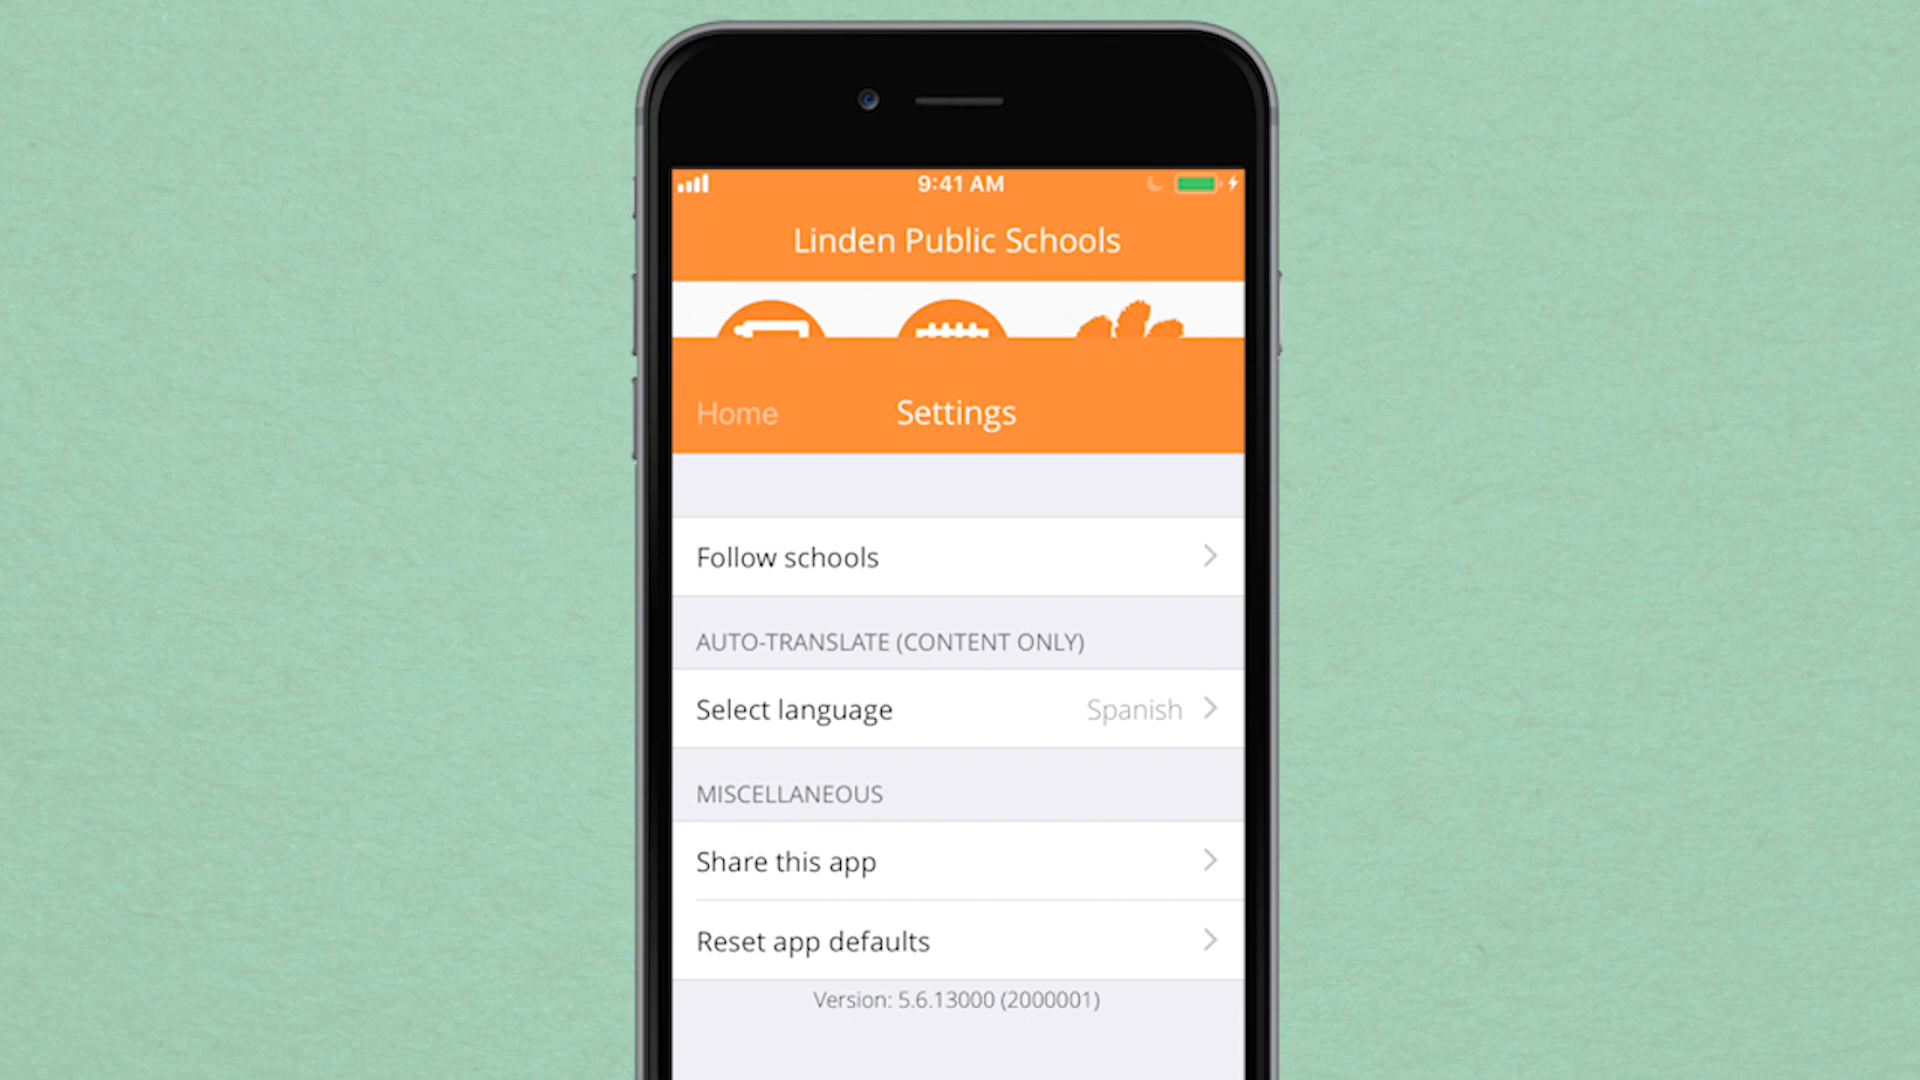 9:41 AM
Linden Public Schools
Home
Settings
Follow schools
AUTO-TRANSLATE (CONTENT ONLY)
Select language
Spanish
MISCELLANEOUS
Share this app
Reset app defaults
Version: 5.6.13000 (2000001)